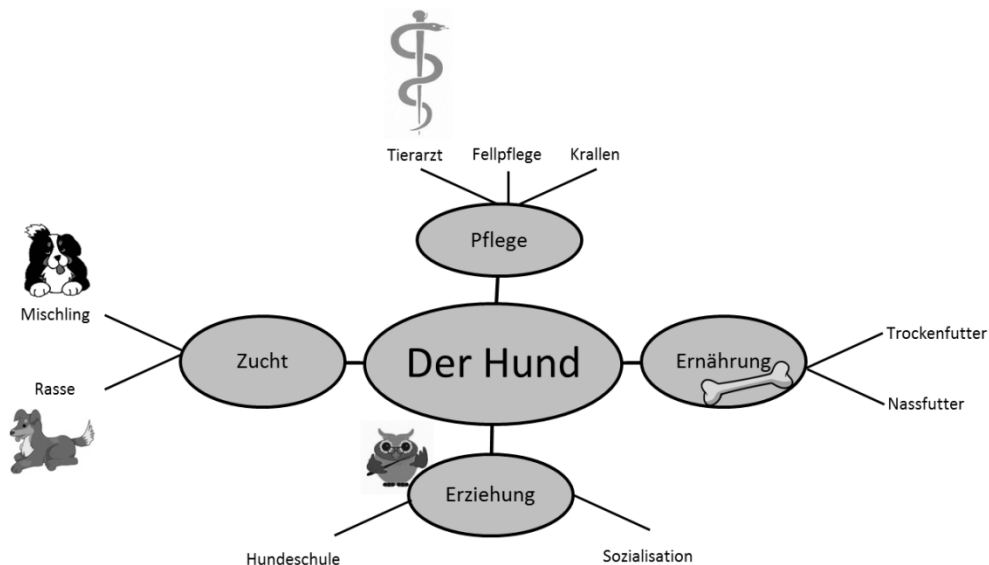 Tierarzt
Fellpflege
Krallen
Pflege
Mischling
Rasse
Zucht
Der Hund
Ernährung
Trockenfutter
Nassfutter
Erziehung
Hundeschule
Sozialisation